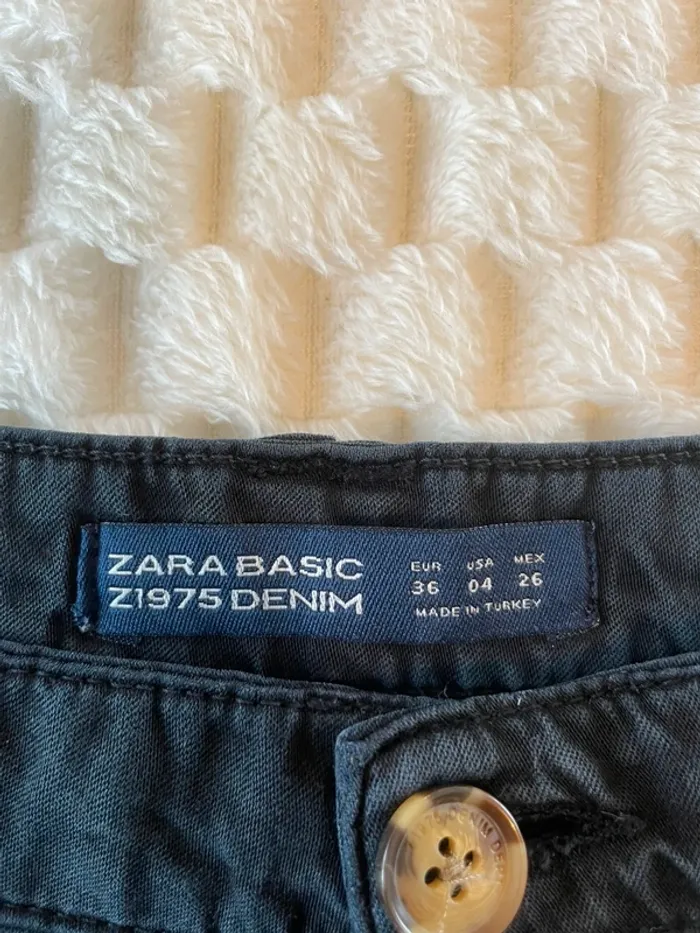 ZARA BASIC
Z1975 DENIM
EUR USA MEX
36 04 26
MADE IN TURKEY